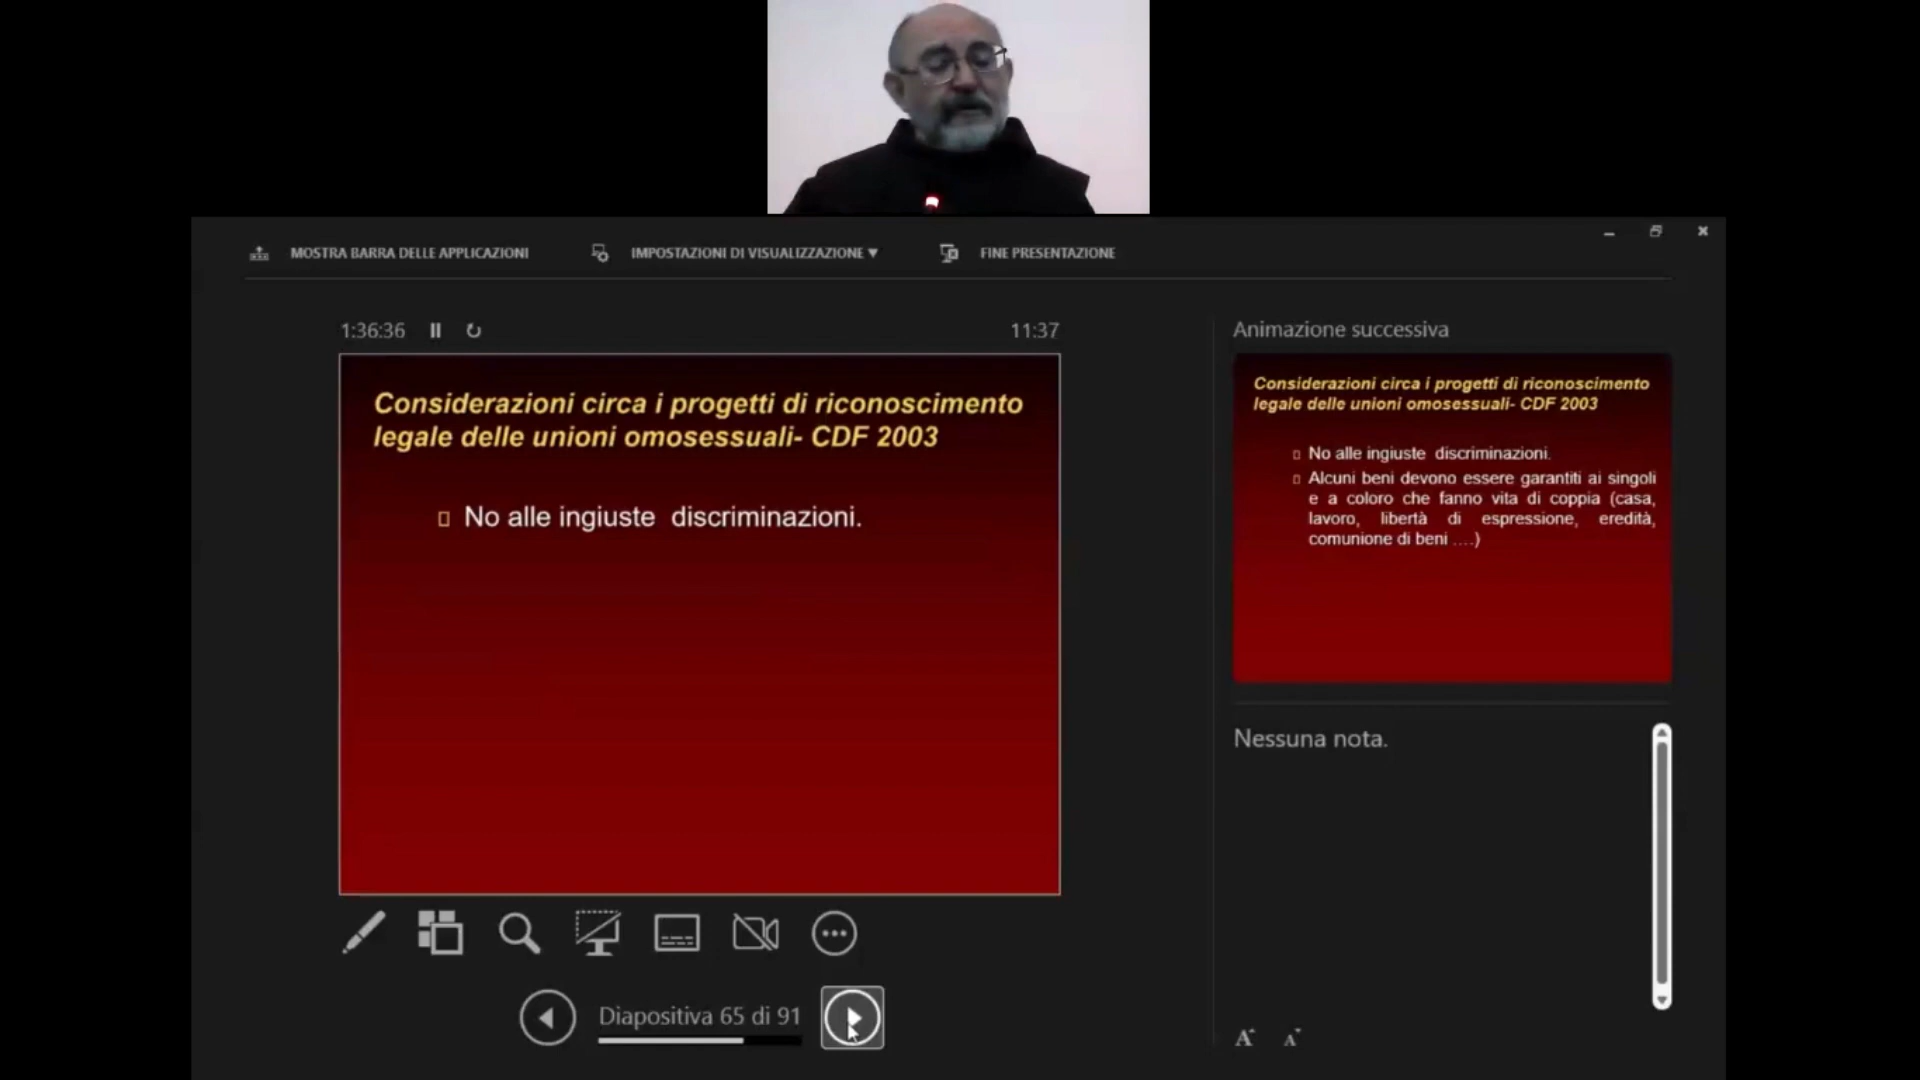 MOSTRA BARRA DELLE APPLICAZIONI
IMPOSTAZIONI DI VISUALIZZAZIONE ▼
FINE PRESENTAZIONE
1:36:36
11:37
Considerazioni circa i progetti di riconoscimento
legale delle unioni omosessuali- CDF 2003
No alle ingiuste  discriminazioni.
Animazione successiva
Considerazioni circa i progetti di riconoscimento
legale delle unioni omosessuali- CDF 2003
No alle ingiuste  discriminazioni.
Alcuni beni devono essere garantiti ai singoli
e a coloro che fanno vita di coppia (casa,
lavoro, libertà di espressione, eredità,
comunione di beni ….)
Nessuna nota.
Diapositiva 65 di 91
A A